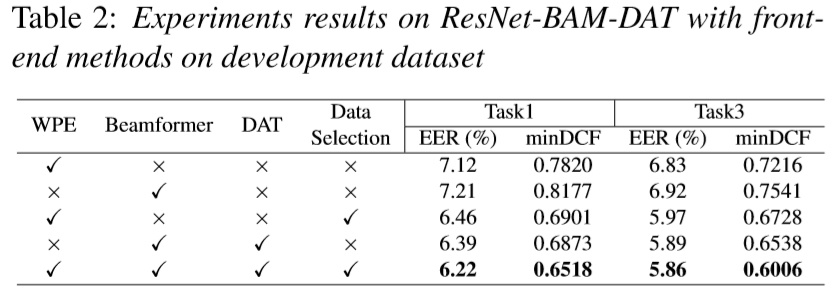 Table 2: Experiments results on ResNet-BAM-DAT with front-
end methods on development dataset
WPE Beamformer DAT Data Selection Task1 Task3
EER (%) minDCF EER (%) minDCF
✓ × × × 7.12 0.7820 6.83 0.7216
× ✓ × × 7.21 0.8177 6.92 0.7541
✓ × × ✓ 6.46 0.6901 5.97 0.6728
× ✓ ✓ × 6.39 0.6873 5.89 0.6538
✓ ✓ ✓ ✓ 6.22 0.6518 5.86 0.6006